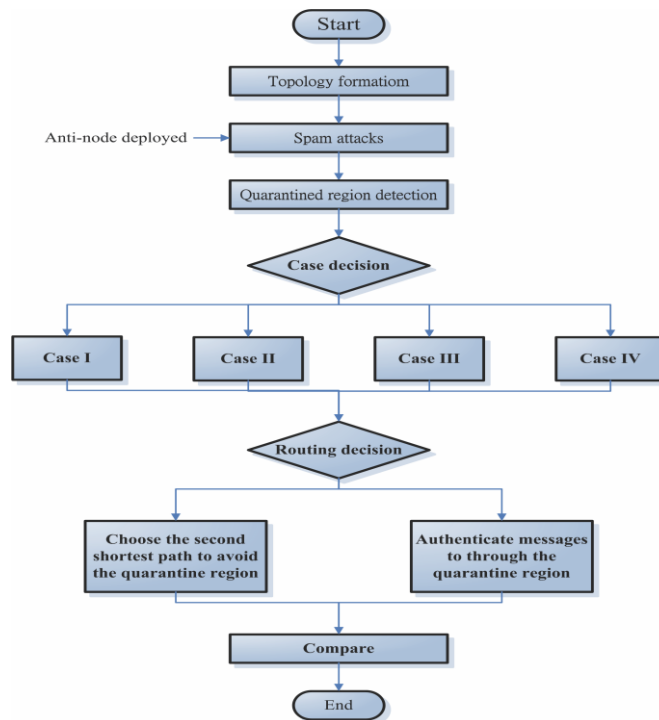 Start
Topology formatiom
Anti-node deployed
Spam attacks
Quarantined region detection
Case decision
Case I
Case II
Case III
Case IV
Routing decision
Choose the second
shortest path to avoid
the quarantine region
Authenticate messages
to through the
quarantine region
Compare
End